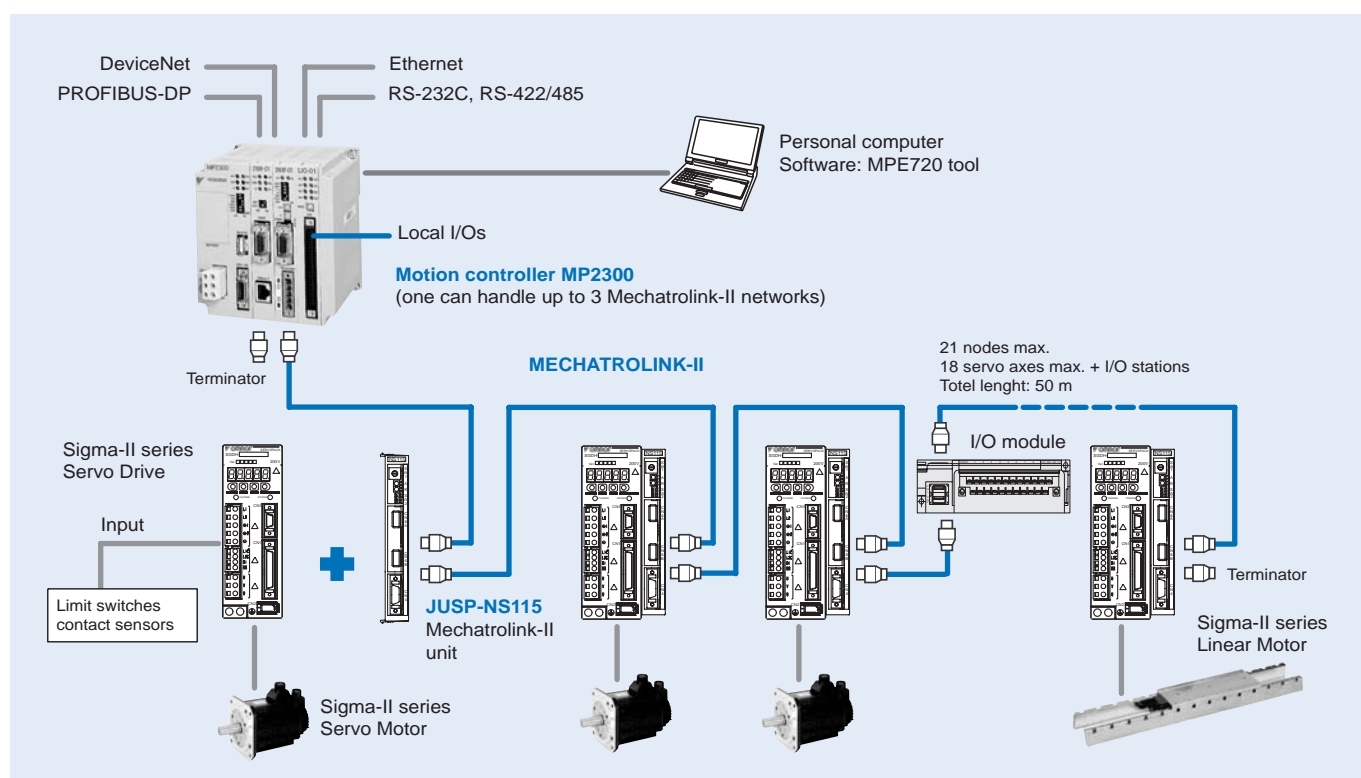 DeviceNet
PROFIBUS-DP
Ethernet
RS-232C, RS-422/485
MP2300
LIO-01
Personal computer
Software: MPE720 tool
Local I/Os
Motion controller MP2300
(one can handle up to 3 Mechatrolink-II networks)
Terminator
MECHATROLINK-II
21 nodes max.
18 servo axes max. + I/O stations
Totel lenght: 50 m
Sigma-II series
Servo Drive
I/O module
Input
Limit switches
contact sensors
JUSP-NS115
Mechatrolink-II
unit
Terminator
Sigma-II series
Linear Motor
Sigma-II series
Servo Motor